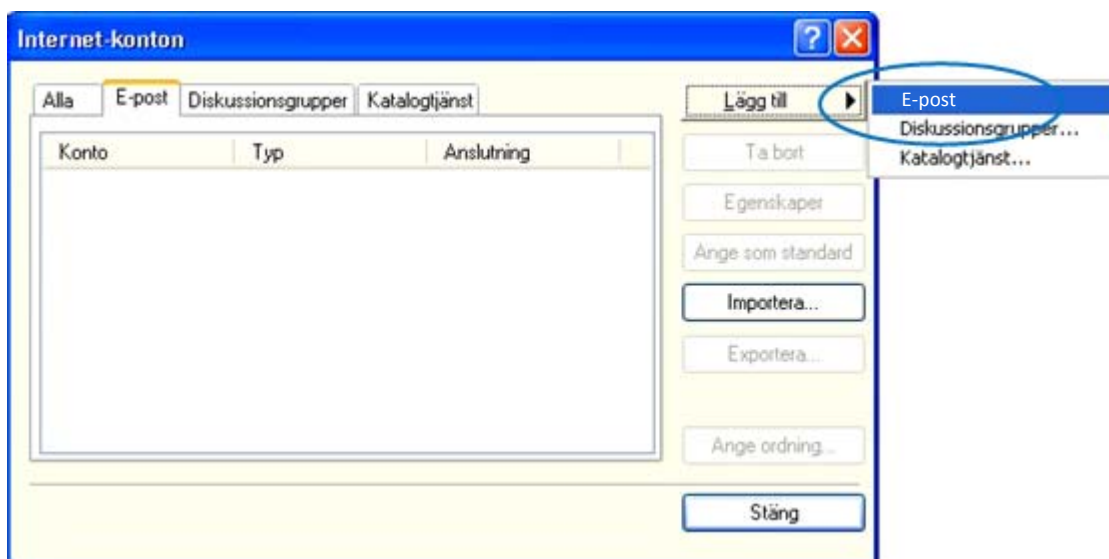 Internet-konton
Alla E-post Diskussionsgrupper Katalogtjänst
Konto Typ Anslutning
Lägg till
E-post
Diskussionsgrupper...
Katalogtjänst...
Ta bort
Egenskaper
Ange som standard
Importera...
Exportera...
Ange ordning...
Stäng